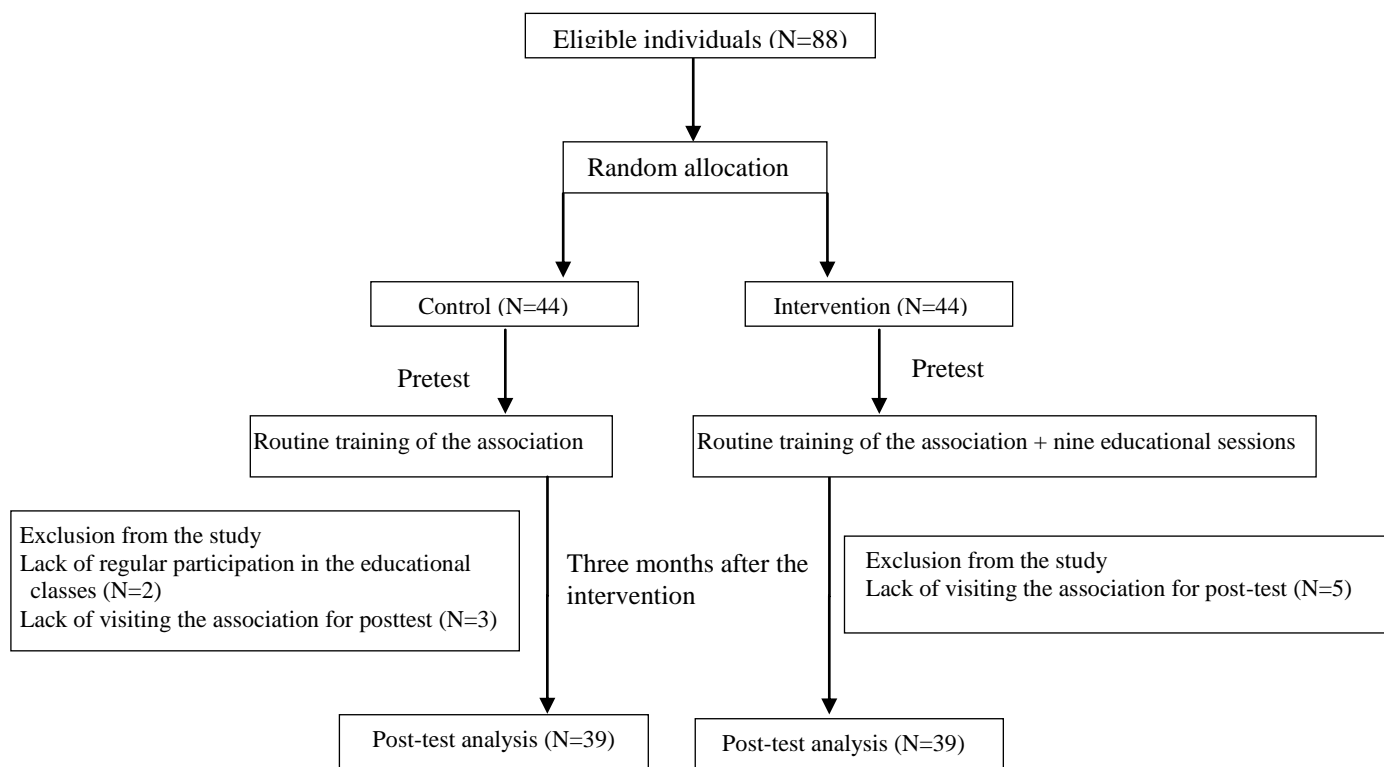 Eligible individuals (N=88)
Random allocation
Control (N=44)
Intervention (N=44)
Pretest
Pretest
Routine training of the association
Routine training of the association + nine educational sessions
Exclusion from the study
Lack of regular participation in the educational
classes (N=2)
Lack of visiting the association for posttest (N=3)
Three months after the
intervention
Exclusion from the study
Lack of visiting the association for post-test (N=5)
Post-test analysis (N=39)
Post-test analysis (N=39)